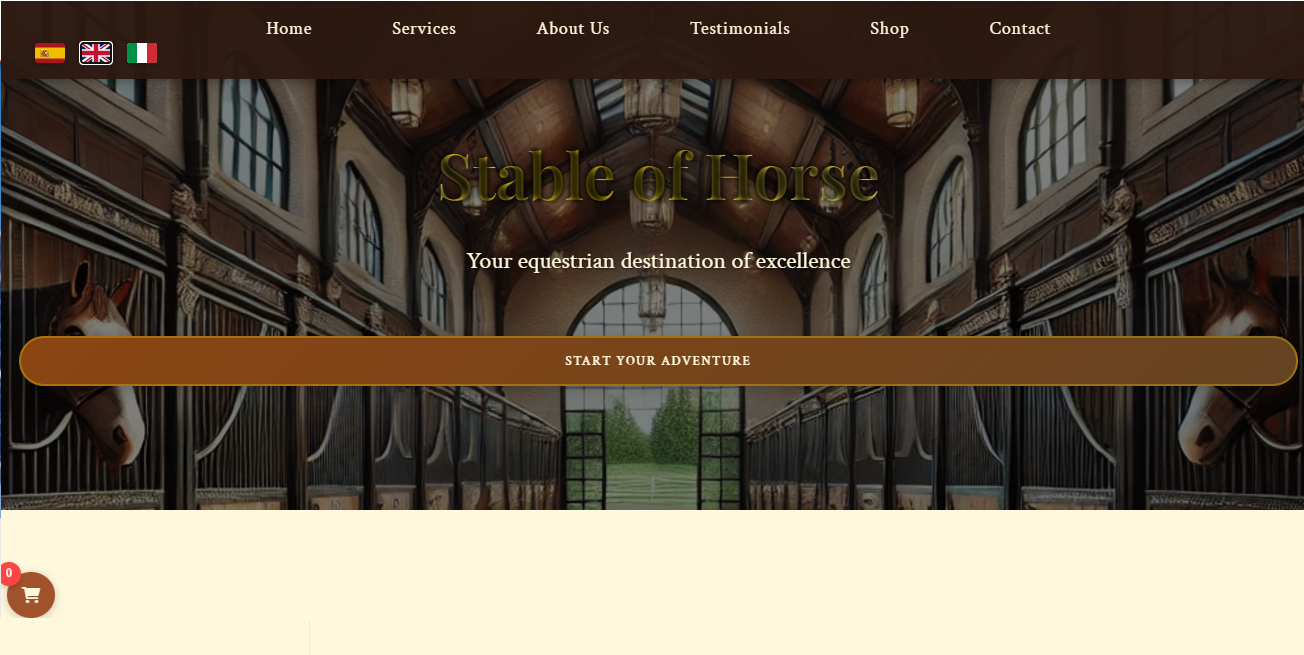 Home
Services
About Us
Testimonials
Shop
Contact
Stable of Horse
Your equestrian destination of excellence
START YOUR ADVENTURE
0